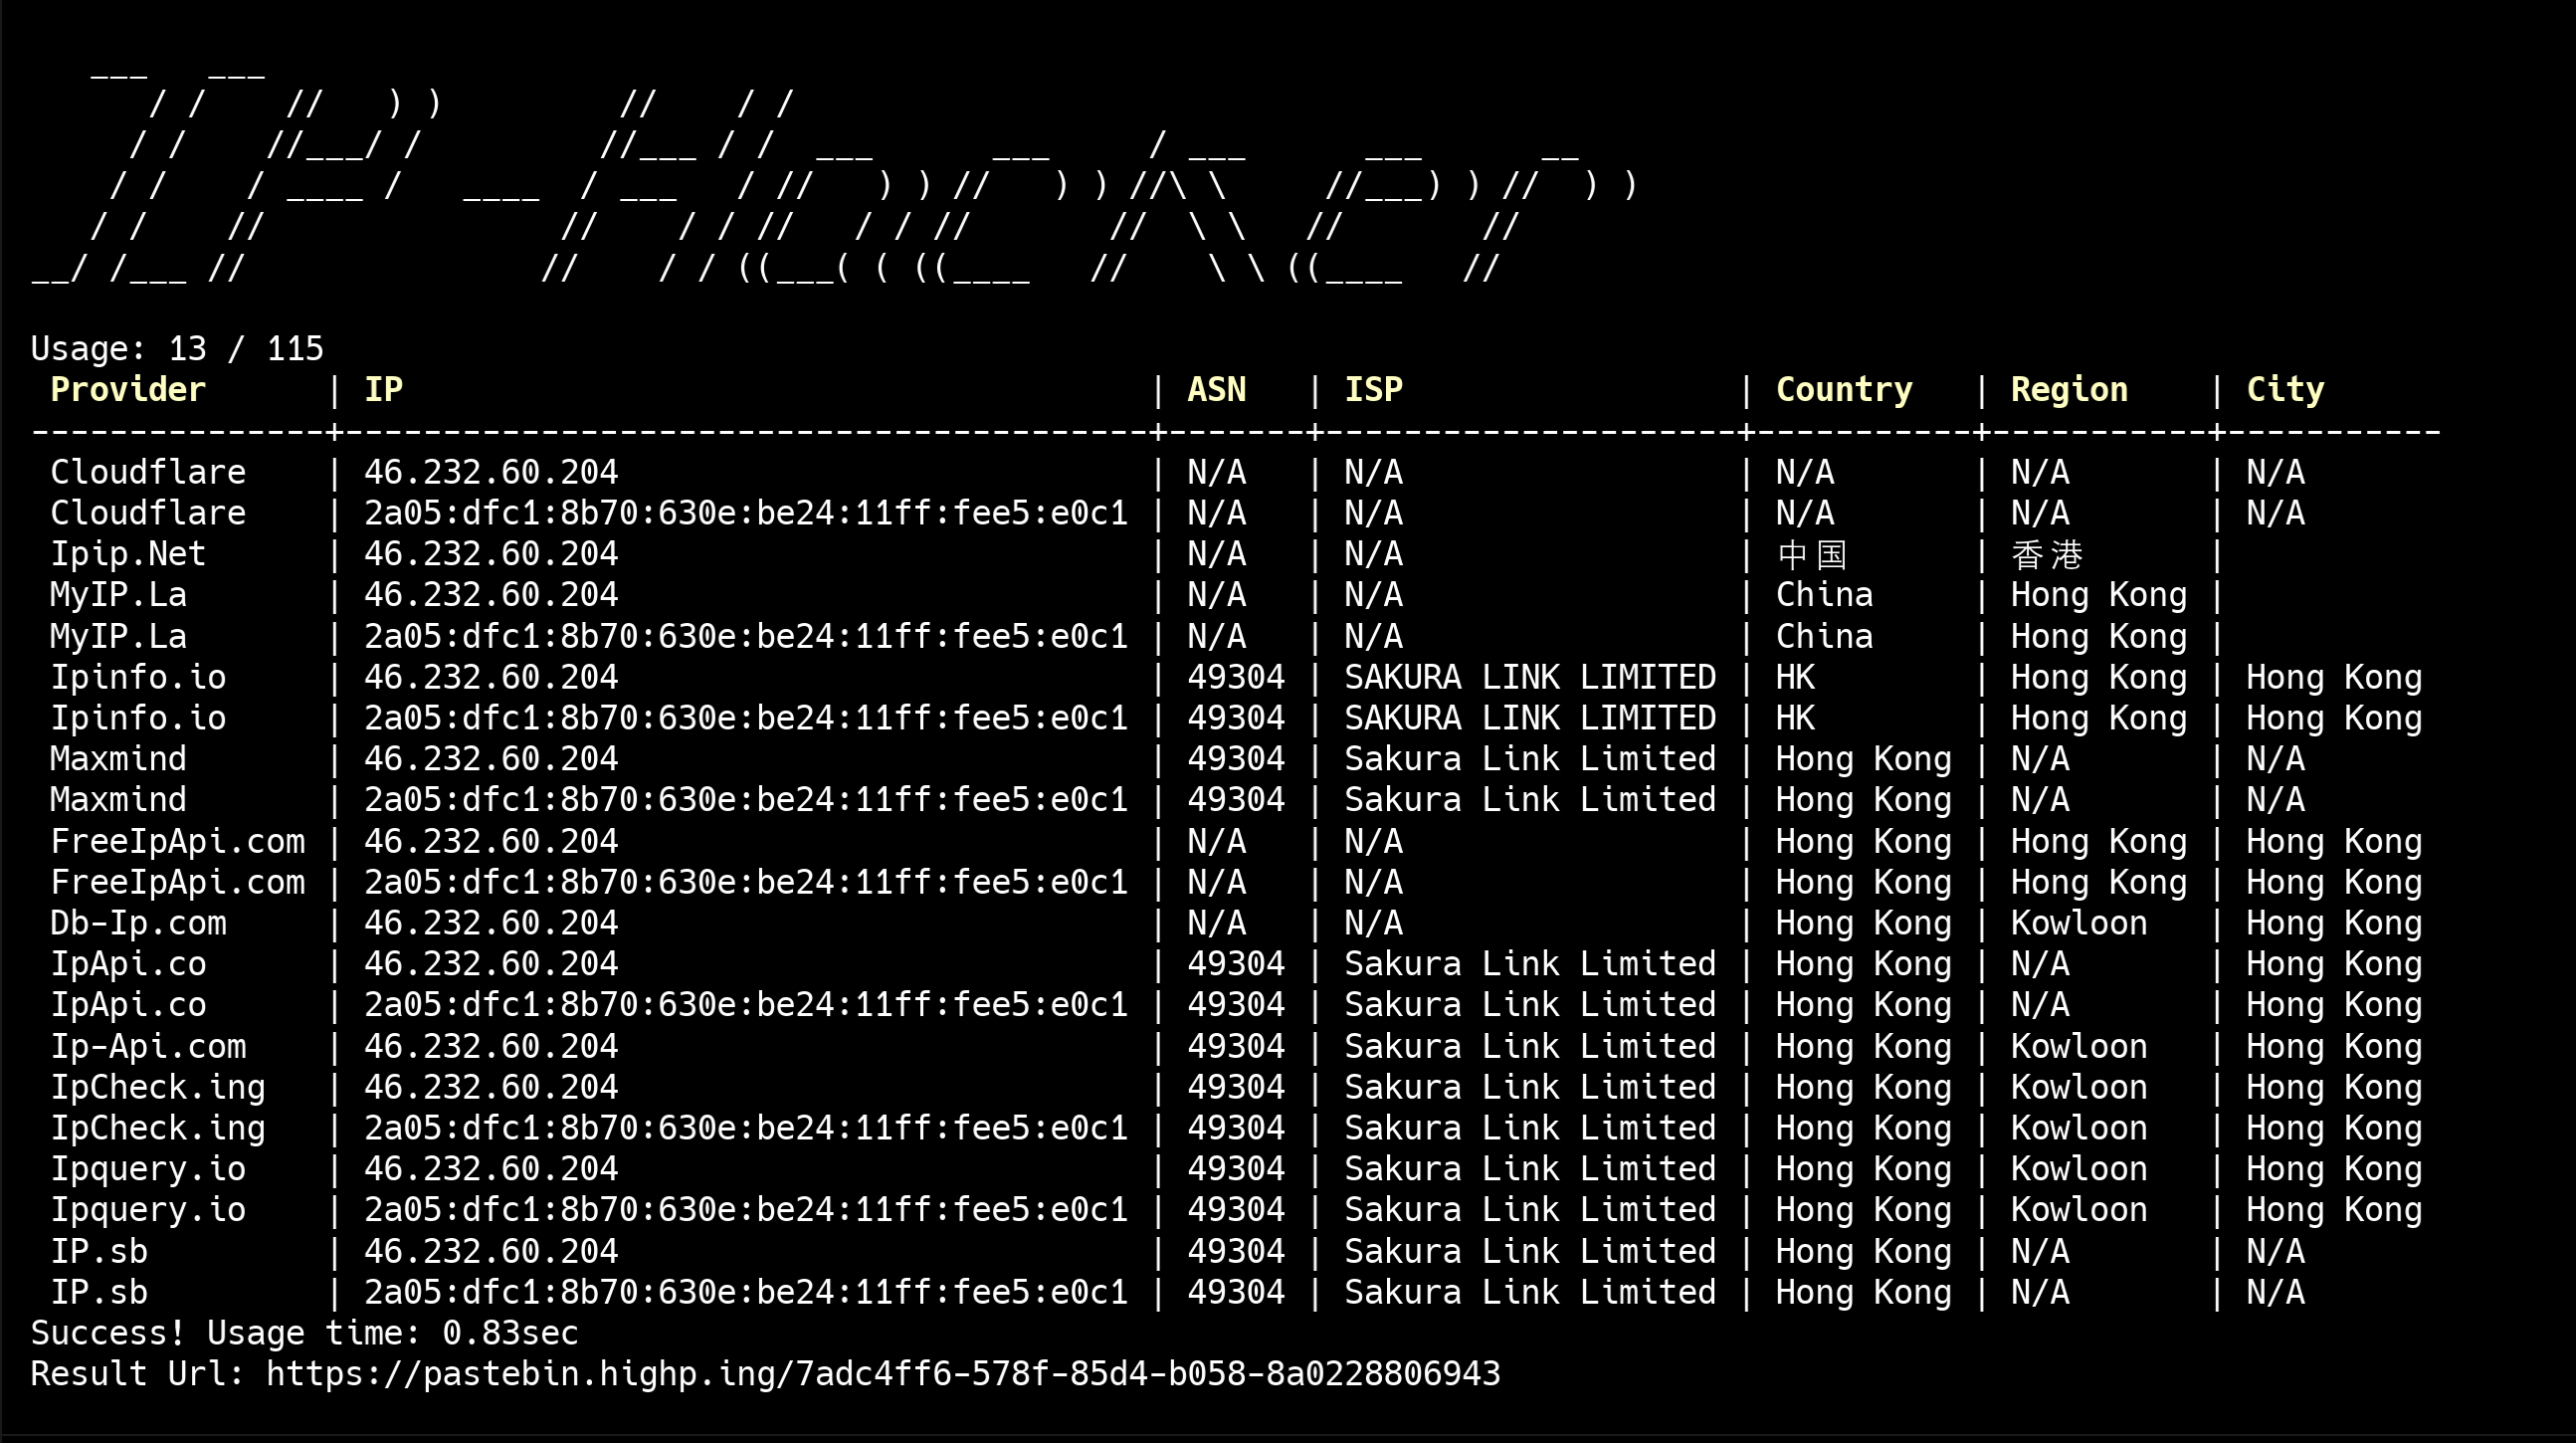 IP-Hacker
Usage: 13 / 115
Provider | IP | ASN | ISP | Country | Region | City
---------------+-----------------------------------------+-------+---------------------+-----------+-----------+-----------
Cloudflare | 46.232.60.204 | N/A | N/A | N/A | N/A | N/A
Cloudflare | 2a05:dfc1:8b70:630e:be24:11ff:fee5:e0c1 | N/A | N/A | N/A | N/A | N/A
Ipip.Net | 46.232.60.204 | N/A | N/A | 中国 | 香港 |
MyIP.La | 46.232.60.204 | N/A | N/A | China | Hong Kong |
MyIP.La | 2a05:dfc1:8b70:630e:be24:11ff:fee5:e0c1 | N/A | N/A | China | Hong Kong |
Ipinfo.io | 46.232.60.204 | 49304 | SAKURA LINK LIMITED | HK | Hong Kong | Hong Kong
Ipinfo.io | 2a05:dfc1:8b70:630e:be24:11ff:fee5:e0c1 | 49304 | SAKURA LINK LIMITED | HK | Hong Kong | Hong Kong
Maxmind | 46.232.60.204 | 49304 | Sakura Link Limited | Hong Kong | N/A | N/A
Maxmind | 2a05:dfc1:8b70:630e:be24:11ff:fee5:e0c1 | 49304 | Sakura Link Limited | Hong Kong | N/A | N/A
FreeIpApi.com | 46.232.60.204 | N/A | N/A | Hong Kong | Hong Kong | Hong Kong
FreeIpApi.com | 2a05:dfc1:8b70:630e:be24:11ff:fee5:e0c1 | N/A | N/A | Hong Kong | Hong Kong | Hong Kong
Db-Ip.com | 46.232.60.204 | N/A | N/A | Hong Kong | Kowloon | Hong Kong
IpApi.co | 46.232.60.204 | 49304 | Sakura Link Limited | Hong Kong | N/A | Hong Kong
IpApi.co | 2a05:dfc1:8b70:630e:be24:11ff:fee5:e0c1 | 49304 | Sakura Link Limited | Hong Kong | N/A | Hong Kong
Ip-Api.com | 46.232.60.204 | 49304 | Sakura Link Limited | Hong Kong | Kowloon | Hong Kong
IpCheck.ing | 46.232.60.204 | 49304 | Sakura Link Limited | Hong Kong | Kowloon | Hong Kong
IpCheck.ing | 2a05:dfc1:8b70:630e:be24:11ff:fee5:e0c1 | 49304 | Sakura Link Limited | Hong Kong | Kowloon | Hong Kong
Ipquery.io | 46.232.60.204 | 49304 | Sakura Link Limited | Hong Kong | Kowloon | Hong Kong
Ipquery.io | 2a05:dfc1:8b70:630e:be24:11ff:fee5:e0c1 | 49304 | Sakura Link Limited | Hong Kong | Kowloon | Hong Kong
IP.sb | 46.232.60.204 | 49304 | Sakura Link Limited | Hong Kong | N/A | N/A
IP.sb | 2a05:dfc1:8b70:630e:be24:11ff:fee5:e0c1 | 49304 | Sakura Link Limited | Hong Kong | N/A | N/A
Success! Usage time: 0.83sec
Result Url: https://pastebin.highp.ing/7adc4ff6-578f-85d4-b058-8a0228806943